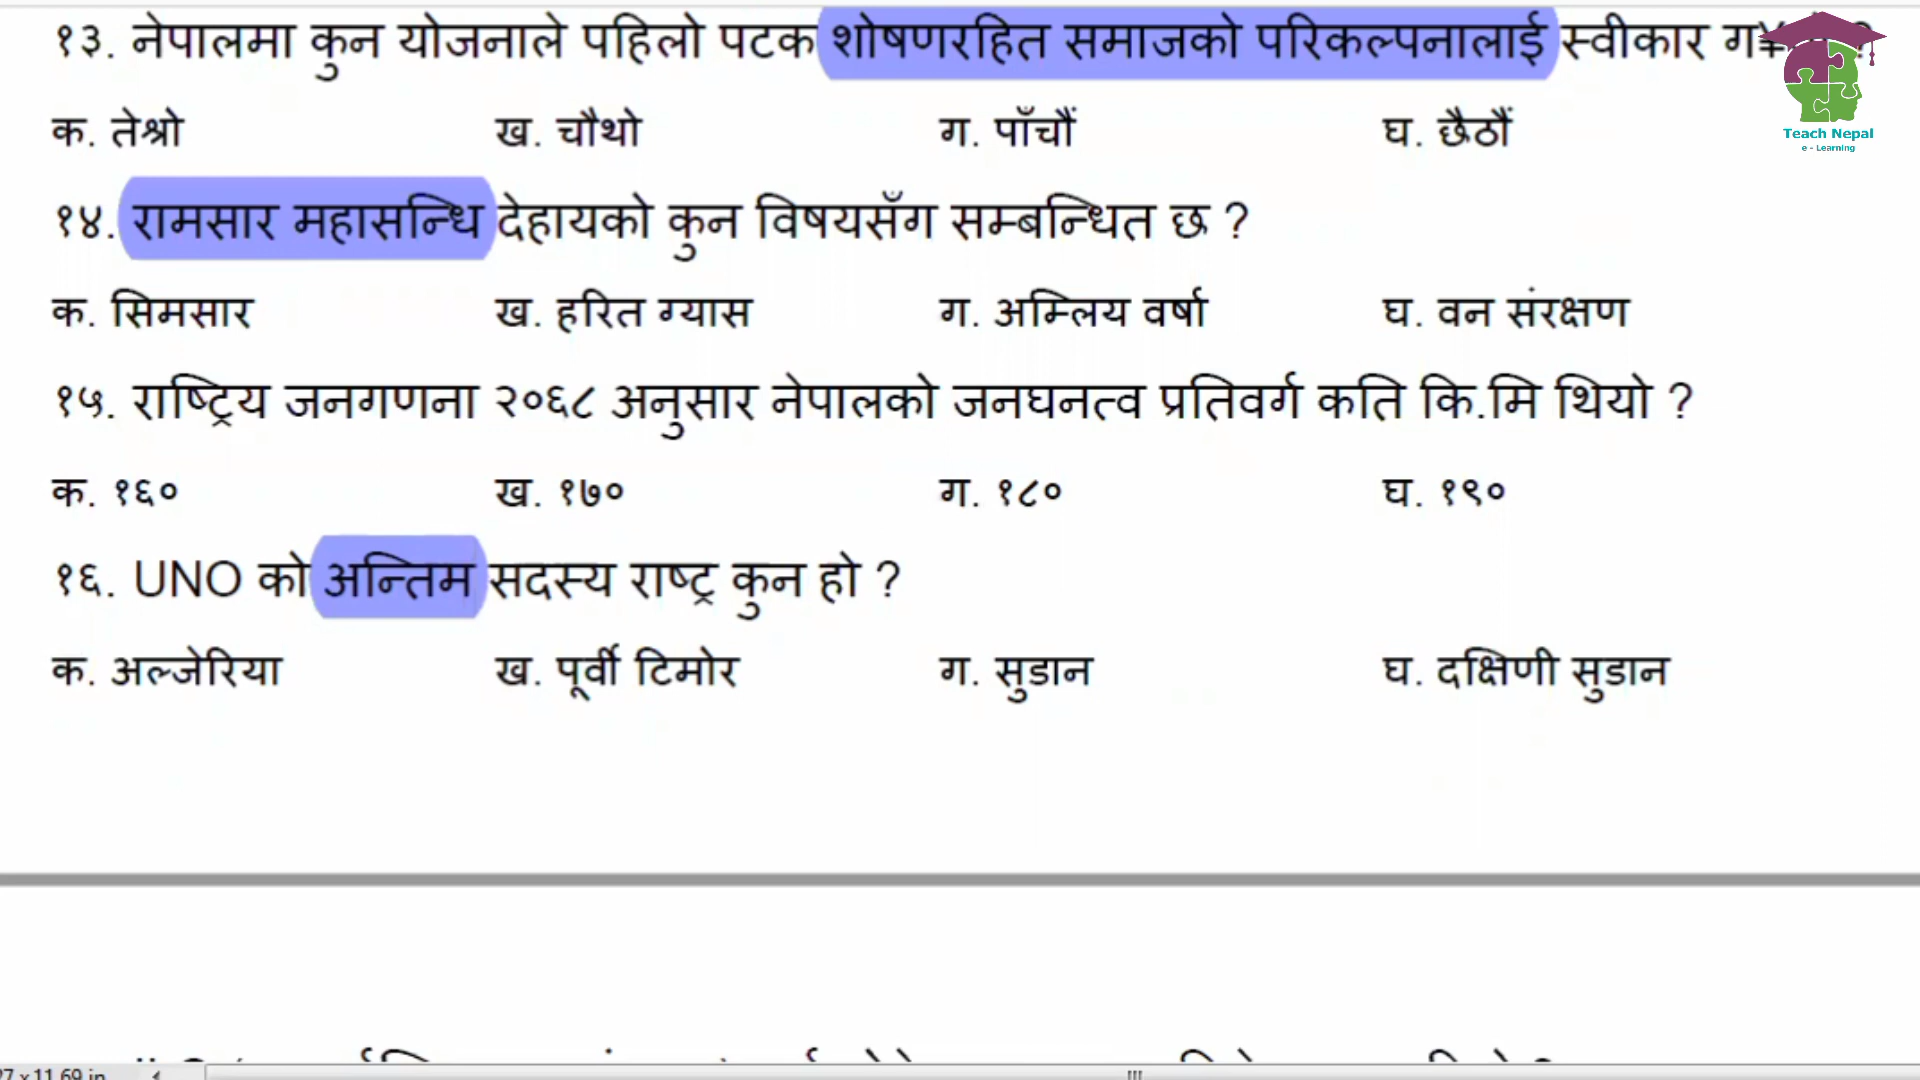 १३. नेपालमा कुन योजनाले पहिलो पटक शोषणरहित समाजको परिकल्पनालाई स्वीकार
क. तेश्रो ख. चौथो ग. पाँचौं घ. छैठौं
Teach Nepal
e - Learning
१४. रामसार महासन्धि देहायको कुन विषयसँग सम्बन्धित छ ?
क. सिमसार ख. हरित ग्यास ग. अम्लिय वर्षा घ. वन संरक्षण
१५. राष्ट्रिय जनगणना २०६८ अनुसार नेपालको जनघनत्व प्रतिवर्ग कति कि.मि थियो ?
क. १६० ख. १७० ग. १८० घ. १९०
१६. UNO को अन्तिम सदस्य राष्ट्र कुन हो ?
क. अल्जेरिया ख. पूर्वी टिमोर ग. सुडान घ. दक्षिणी सुडान